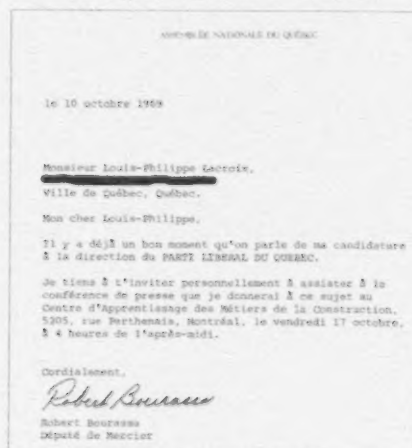 ASSEMBLÉE NATIONALE DU QUÉBEC
le 10 octobre 1969
Monsieur Louis-Philippe Lacroix,
Ville de Québec, Québec.
Mon cher Louis-Philippe,
Il y a déjà un bon moment qu'on parle de ma candidature
à la direction du PARTI LIBERAL DU QUEBEC.
Je tiens à t'inviter personnellement à assister à la
conférence de presse que je donnerai à ce sujet au
Centre d'Apprentissage des Métiers de la Construction,
5205, rue Parthenais, Montréal, le vendredi 17 octobre,
à 4 heures de l'après-midi.
Cordialement,
Robert Bourassa
Robert Bourassa
Député de Mercier